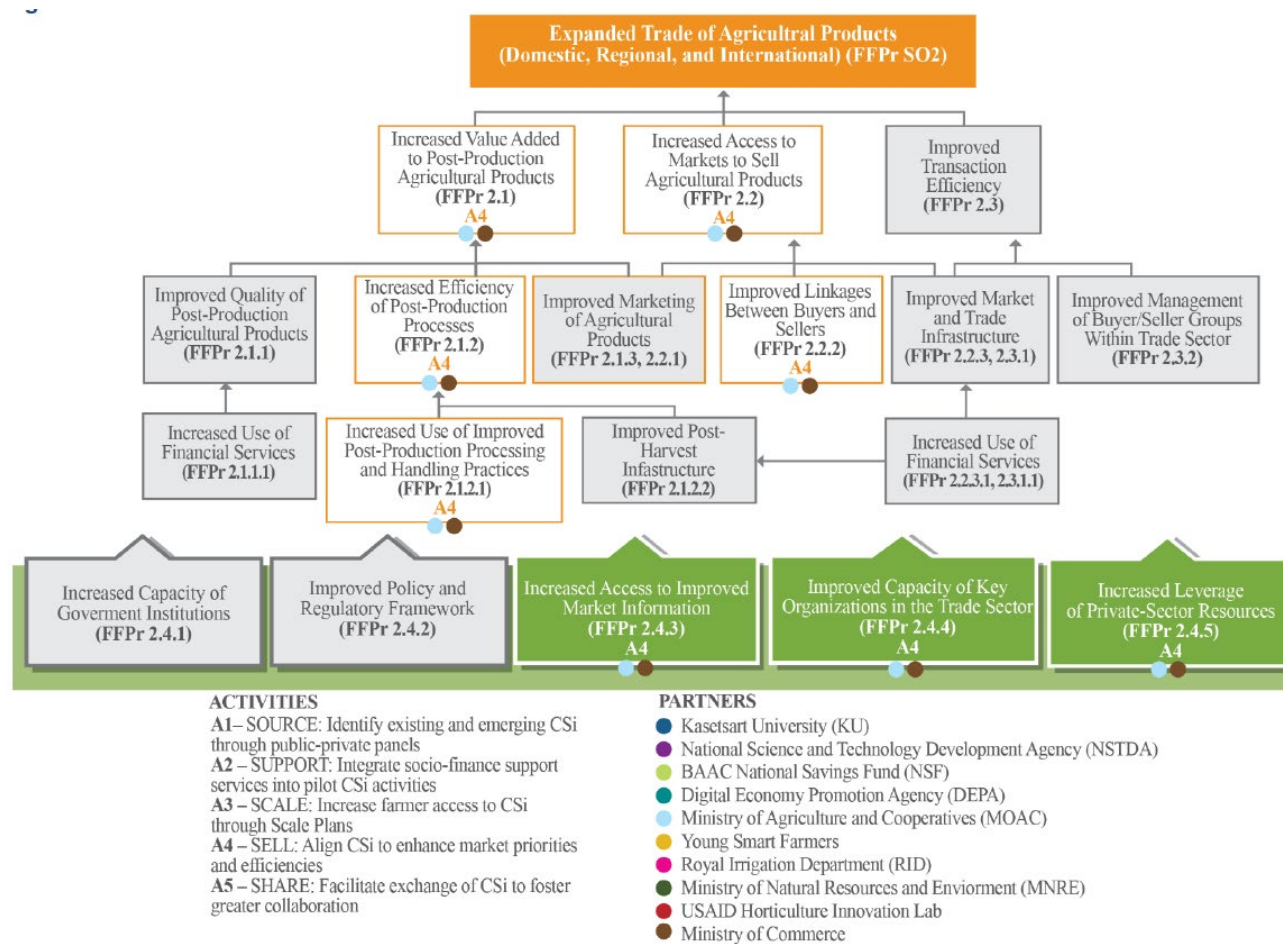 Expanded Trade of Agricultral Products
(Domestic, Regional, and International) (FFPr SO2)
Increased Value Added
to Post-Production
Agricultural Products
(FFPr 2.1)
A4
Increased Access to
Markets to Sell
Agricultural Products
(FFPr 2.2)
A4
Improved
Transaction
Efficiency
(FFPr 2.3)
Improved Quality of
Post-Production
Agricultural Products
(FFPr 2.1.1)
Increased Efficiency
of Post-Production
Processes
(FFPr 2.1.2)
A4
Improved Marketing
of Agricultural
Products
(FFPr 2.1.3, 2.2.1)
Improved Linkages
Between Buyers and
Sellers
(FFPr 2.2.2)
A4
Improved Market
and Trade
Infrastructure
(FFPr 2.2.3, 2.3.1)
Improved Management
of Buyer/Seller Groups
Within Trade Sector
(FFPr 2.3.2)
Increased Use of
Financial Services
(FFPr 2.1.1.1)
Increased Use of Improved
Post-Production Processing
and Handling Practices
(FFPr 2.1.2.1)
A4
Improved Post-
Harvest
Infastructure
(FFPr 2.1.2.2)
Increased Use of
Financial Services
(FFPr 2.2.3.1, 2.3.1.1)
Increased Capacity of
Goverment Institutions
(FFPr 2.4.1)
Improved Policy and
Regulatory Framework
(FFPr 2.4.2)
Increased Access to Improved
Market Information
(FFPr 2.4.3)
A4
Improved Capacity of Key
Organizations in the Trade Sector
(FFPr 2.4.4)
A4
Increased Leverage
of Private-Sector Resources
(FFPr 2.4.5)
A4
ACTIVITIES
A1– SOURCE: Identify existing and emerging CSi
through public-private panels
A2 – SUPPORT: Integrate socio-finance support
services into pilot CSi activities
A3 – SCALE: Increase farmer access to CSi
through Scale Plans
A4 – SELL: Align CSi to enhance market priorities
and efficiencies
A5 – SHARE: Facilitate exchange of CSi to foster
greater collaboration
PARTNERS
Kasetsart University (KU)
National Science and Technology Development Agency (NSTDA)
BAAC National Savings Fund (NSF)
Digital Economy Promotion Agency (DEPA)
Ministry of Agriculture and Cooperatives (MOAC)
Young Smart Farmers
Royal Irrigation Department (RID)
Ministry of Natural Resources and Enviorment (MNRE)
USAID Horticulture Innovation Lab
Ministry of Commerce